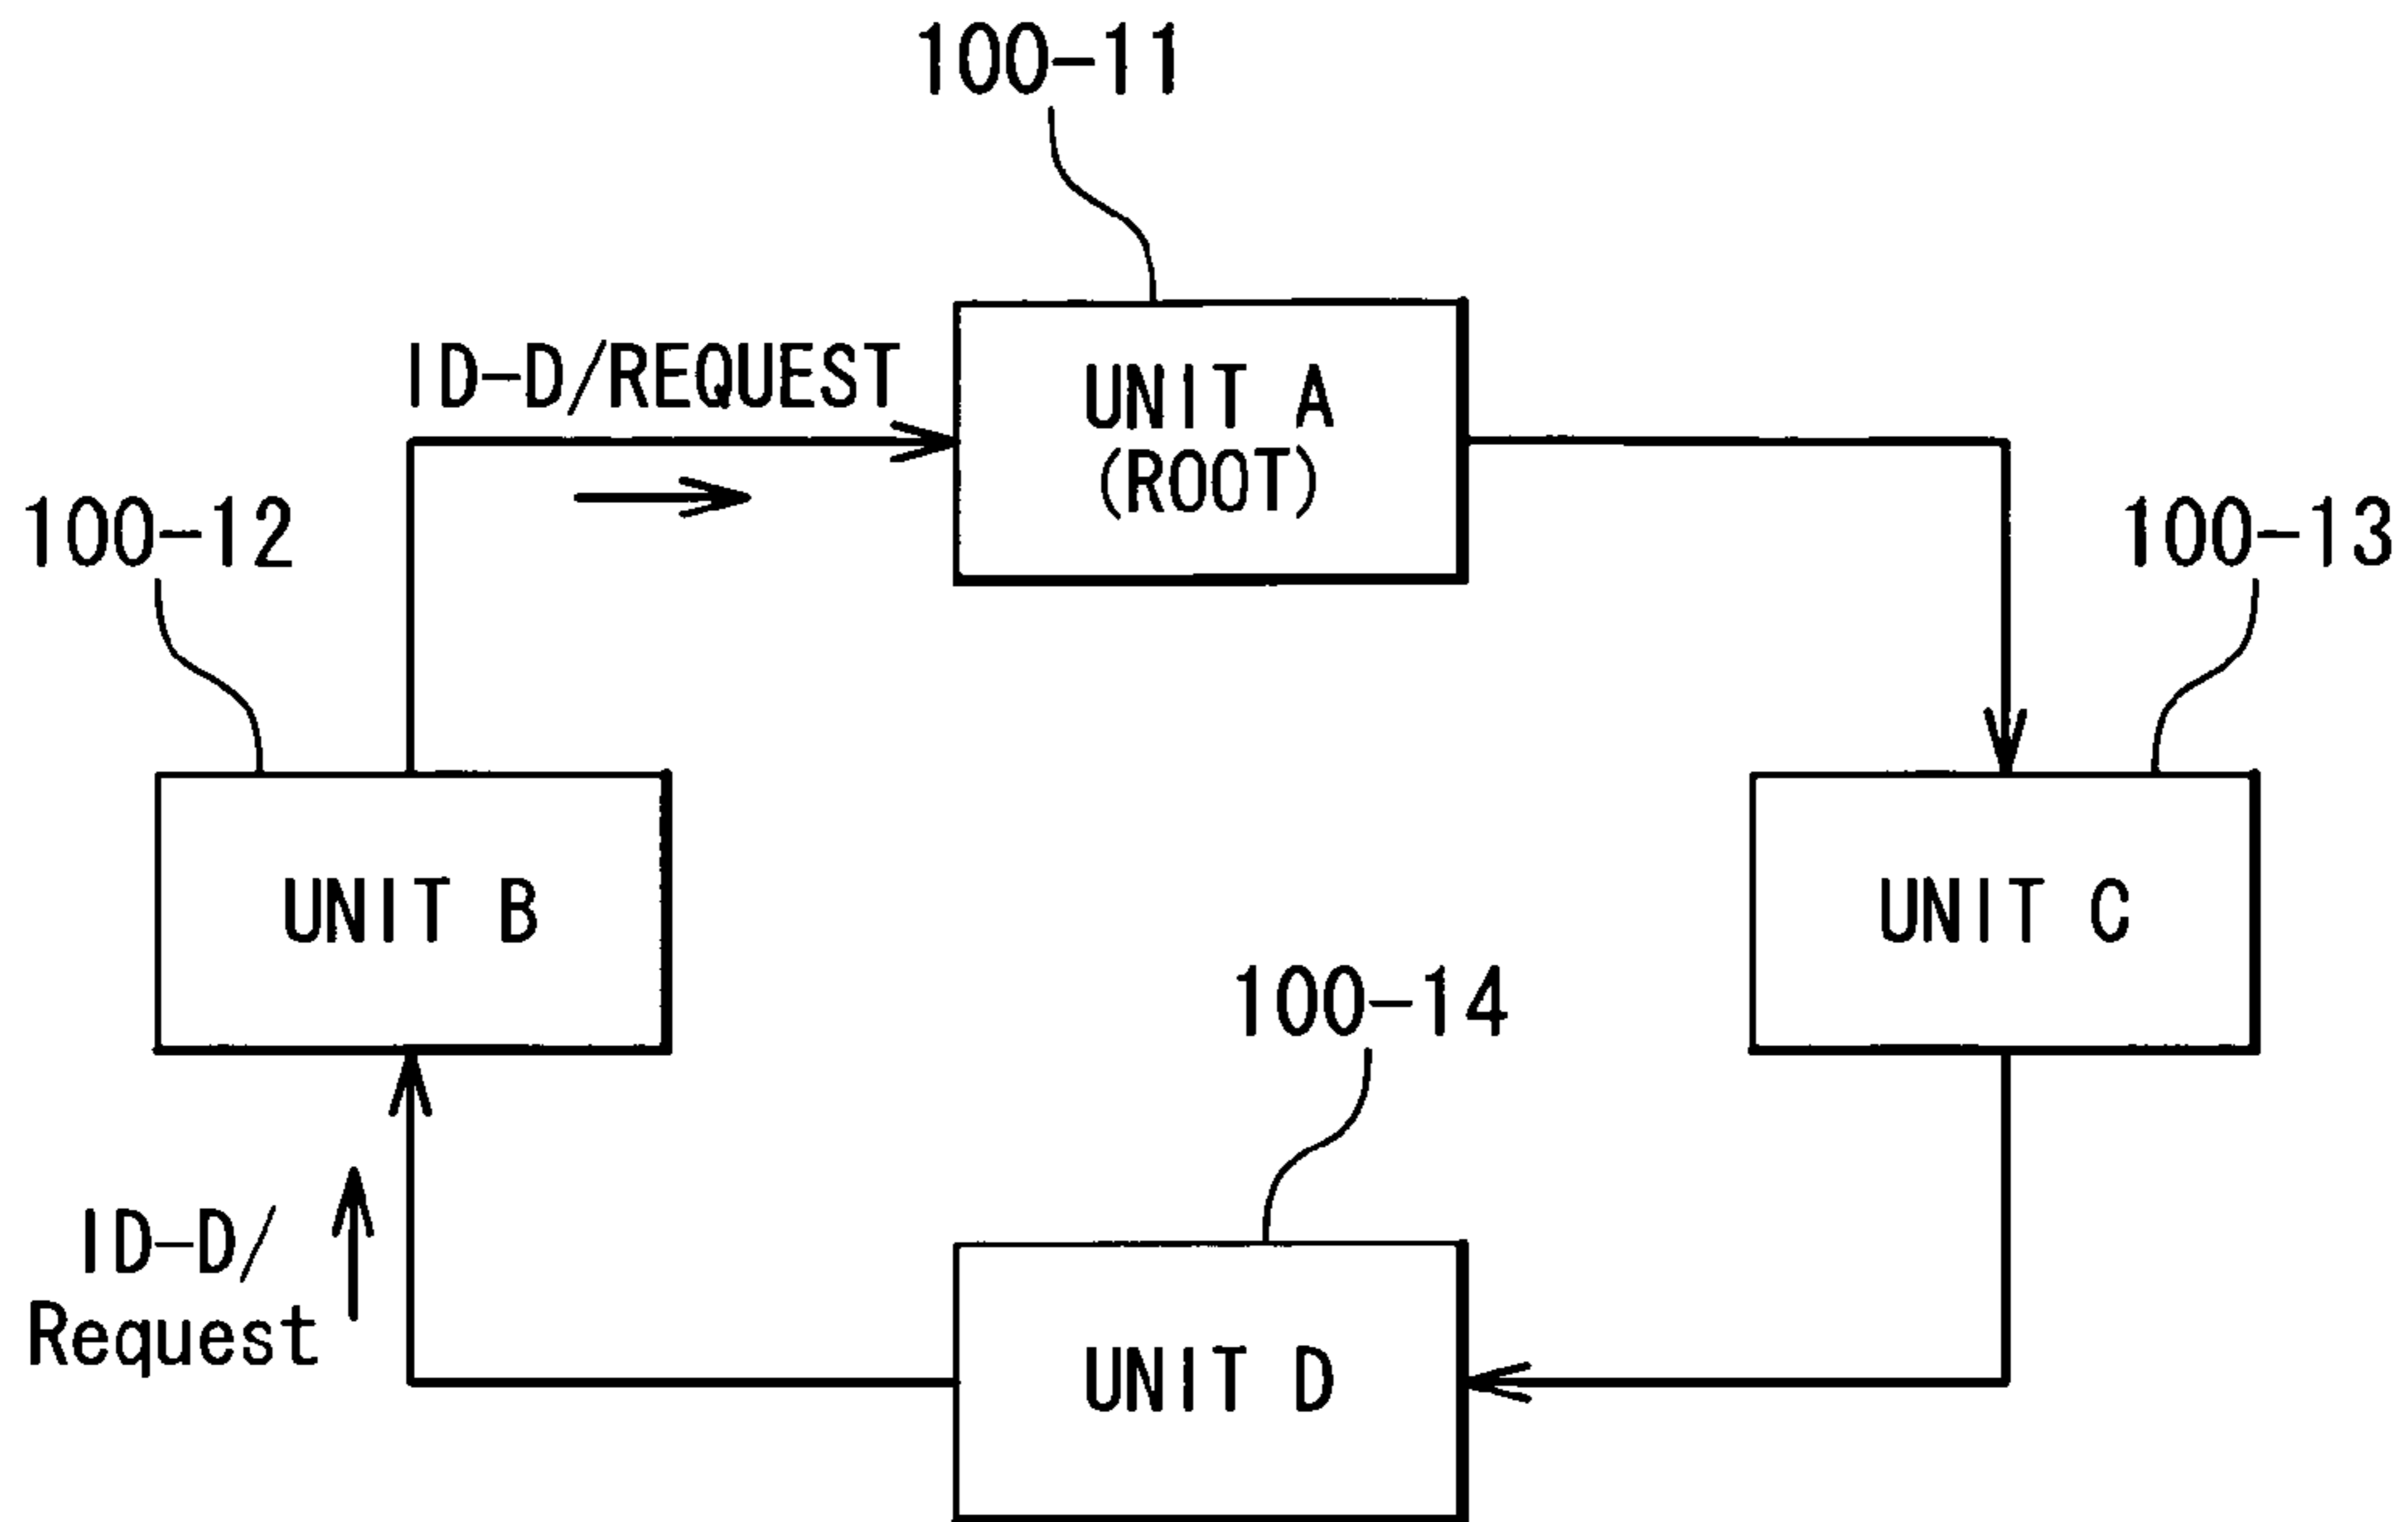 100-11
ID-D/REQUEST
UNIT A
(ROOT)
100-12
100-13
UNIT B
UNIT C
100-14
ID-D/
Request
UNIT D